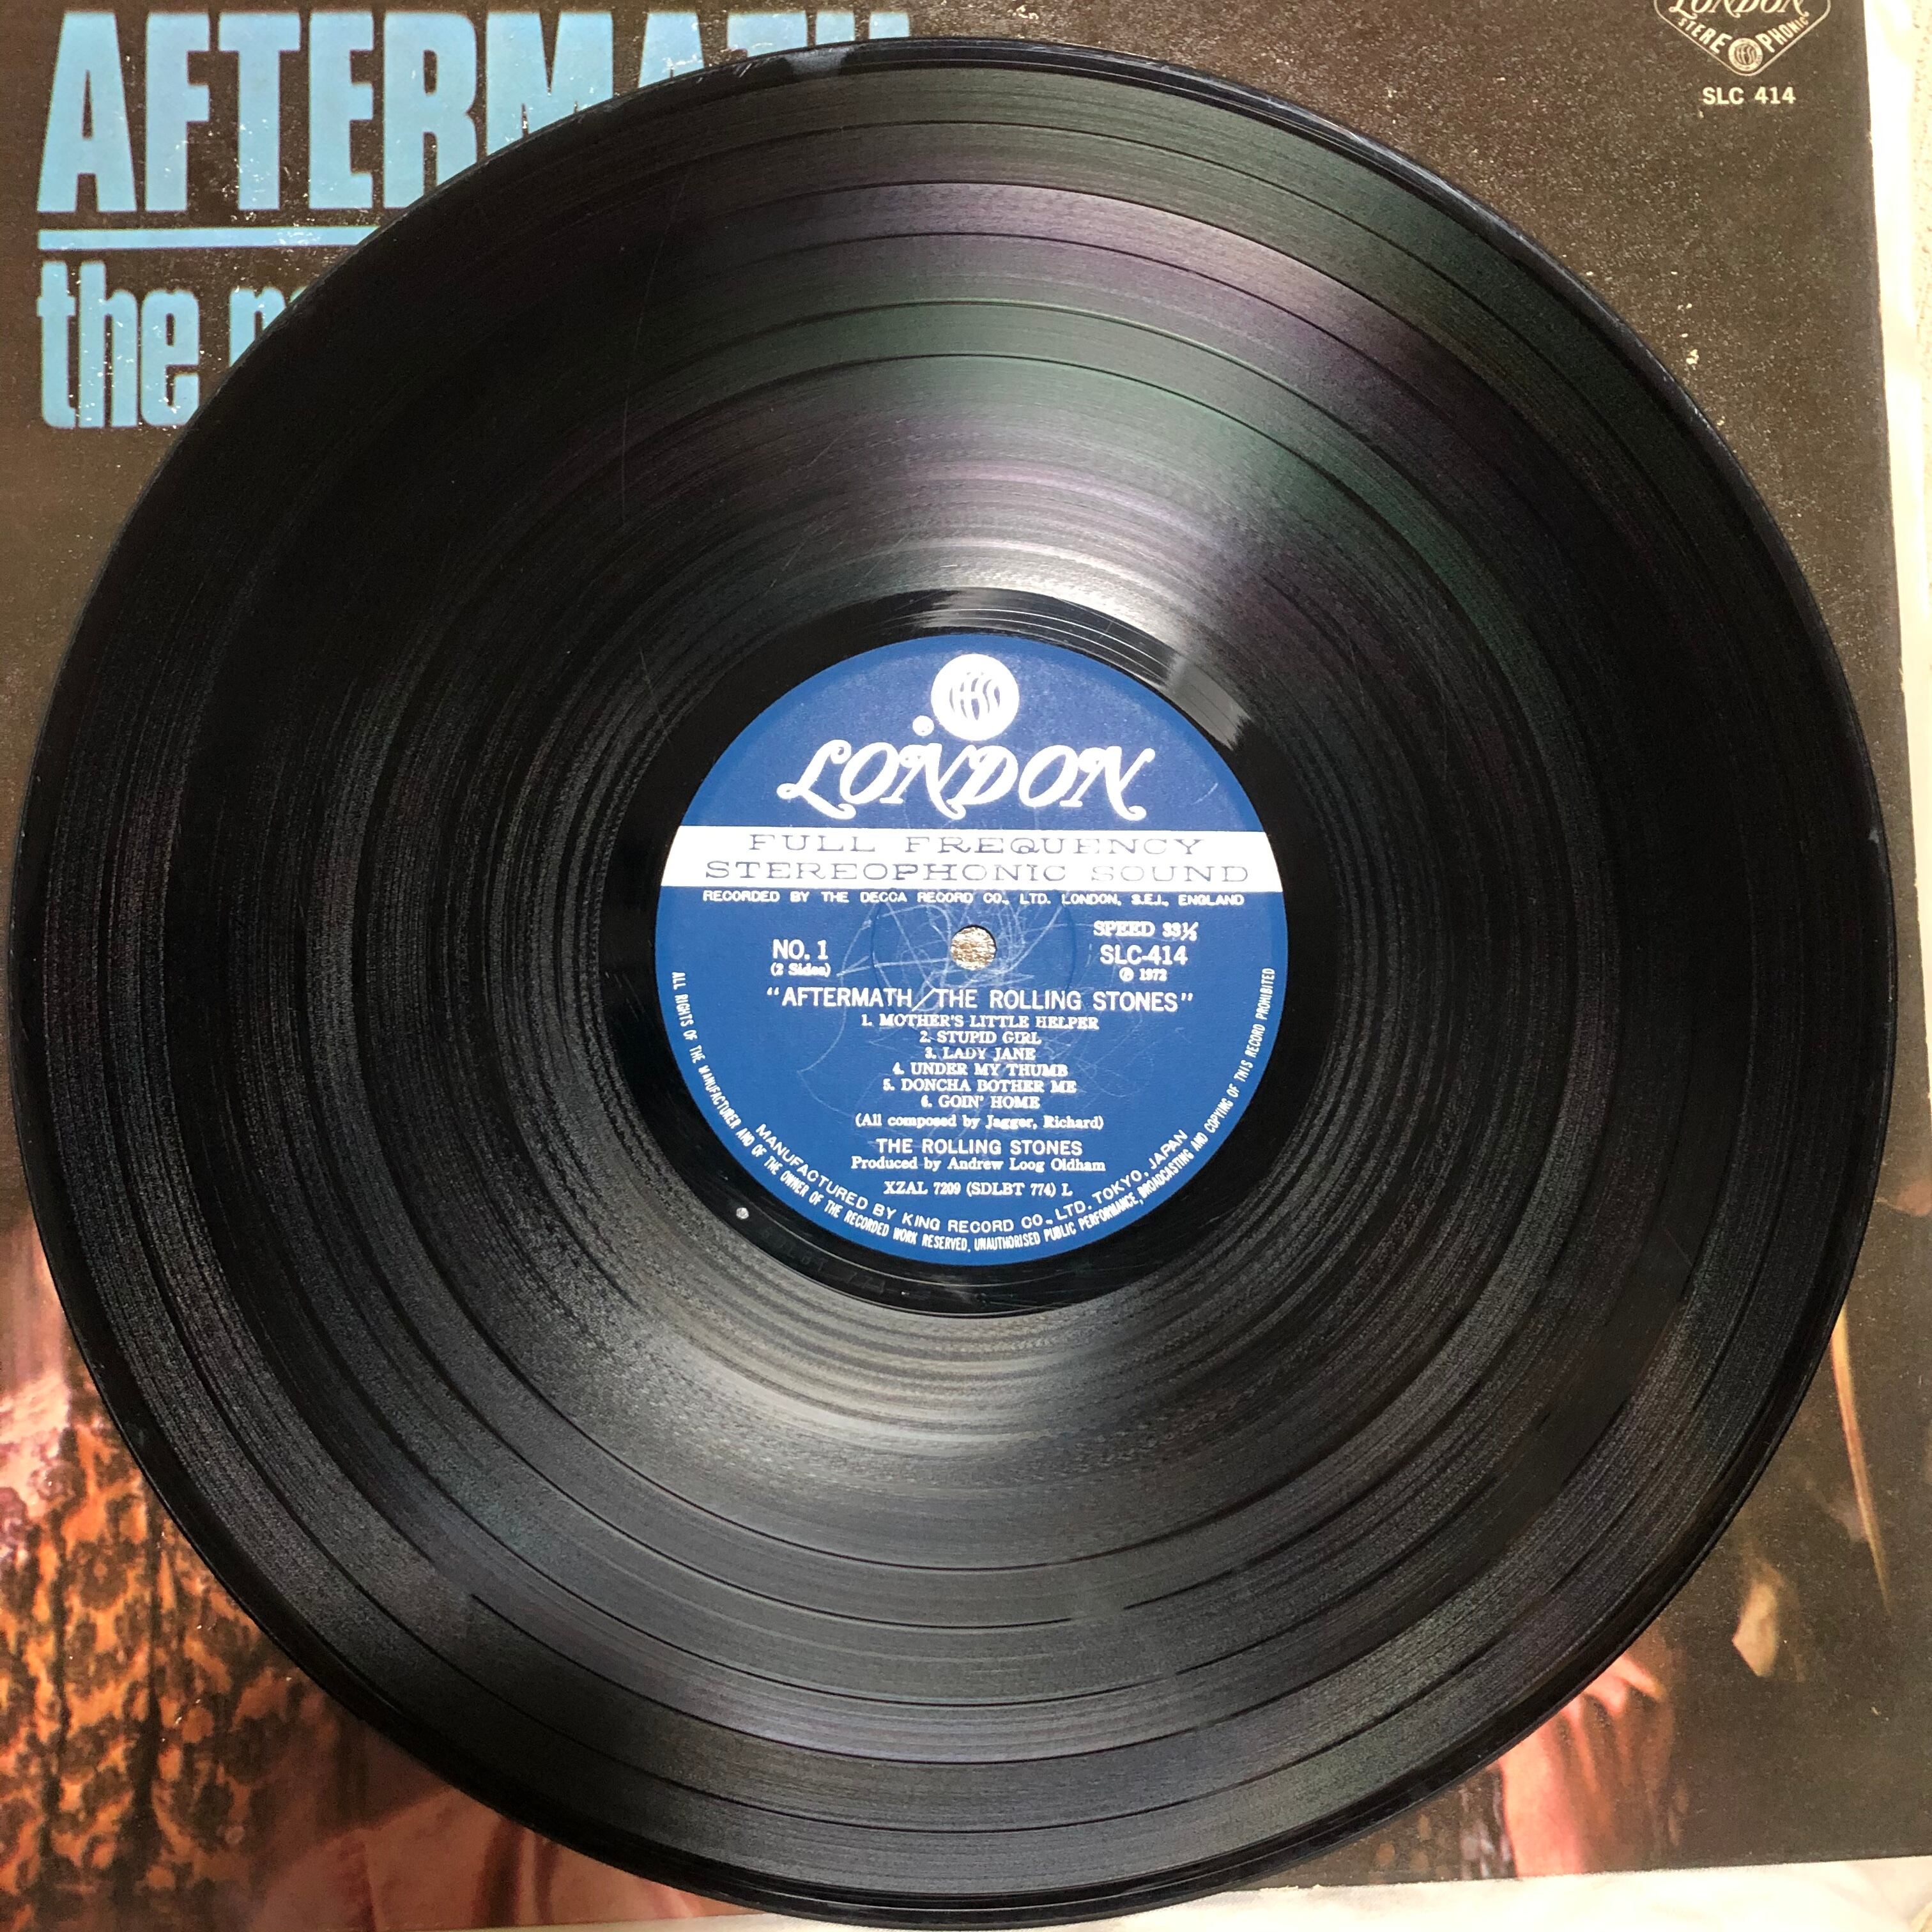 AFTERMATH
the
LONDON
STEREOPHONIC
SLC 414
LONDON
FULL FREQUENCY
STEREOPHONIC SOUND
RECORDED BY THE DECCA RECORD CO., LTD. LONDON, S.E.I., ENGLAND
SPEED 33⅓
NO. 1
SLC-414
(2 Sides)
Ⓟ 1972
"AFTERMATH/THE ROLLING STONES"
1. MOTHER'S LITTLE HELPER
2. STUPID GIRL
3. LADY JANE
4. UNDER MY THUMB
5. DONCHA BOTHER ME
6. GOIN' HOME
(All composed by Jagger, Richard)
THE ROLLING STONES
Produced by Andrew Loog Oldham
XZAL 7209 (SDLBT 774) L
MANUFACTURED BY KING RECORD CO., LTD. TOKYO, JAPAN
ALL RIGHTS OF THE MANUFACTURER AND OF THE OWNER OF THE RECORDED WORK RESERVED. UNAUTHORISED PUBLIC PERFORMANCE, BROADCASTING AND COPYING OF THIS RECORD PROHIBITED